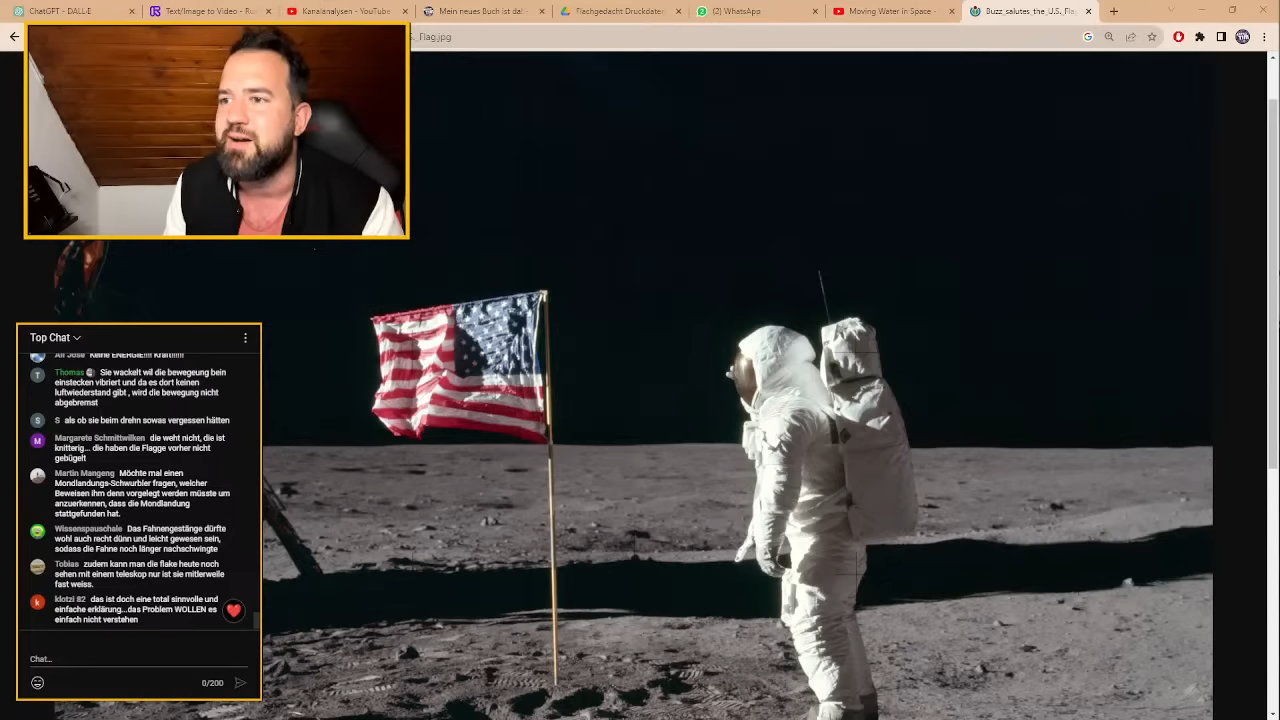 ChatGPT - DALL·E
Text/Image to Video - Ru
Kanalanalysen - YouTube
Mein neues Buch ist da! -
Flachgedacht Druckdate
WhatsApp
Moving Water in Space -
Buzz_salutes_the_U.S._Fla
S._Flag.jpg
Top Chat
Ali Jose Keine ENERGIE!!!! Kraft!!!!!!
Thomas Sie wackelt wil die bewegeung bein
einstecken vibriert und da es dort keinen
luftwiederstand gibt , wird die bewegung nicht
abgebremst
S S als ob sie beim drehn sowas vergessen hätten
Margarete Schmittwilken die weht nicht, die ist
knitterig... die haben die Flagge vorher nicht
gebügelt
Martin Mangeng Möchte mal einen
Mondlandungs-Schwurbler fragen, welcher
Beweisen ihm denn vorgelegt werden müsste um
anzuerkennen, dass die Mondlandung
stattgefunden hat.
Wissenspauschale Das Fahnengestänge dürfte
wohl auch recht dünn und leicht gewesen sein,
sodass die Fahne noch länger nachschwingte
Tobias zudem kann man die flake heute noch
sehen mit einem teleskop nur ist sie mitlerweile
fast weiss.
klotzi 82 das ist doch eine total sinnvolle und
einfache erklärung...das Problem WOLLEN es
einfach nicht verstehen
Chat...
0/200